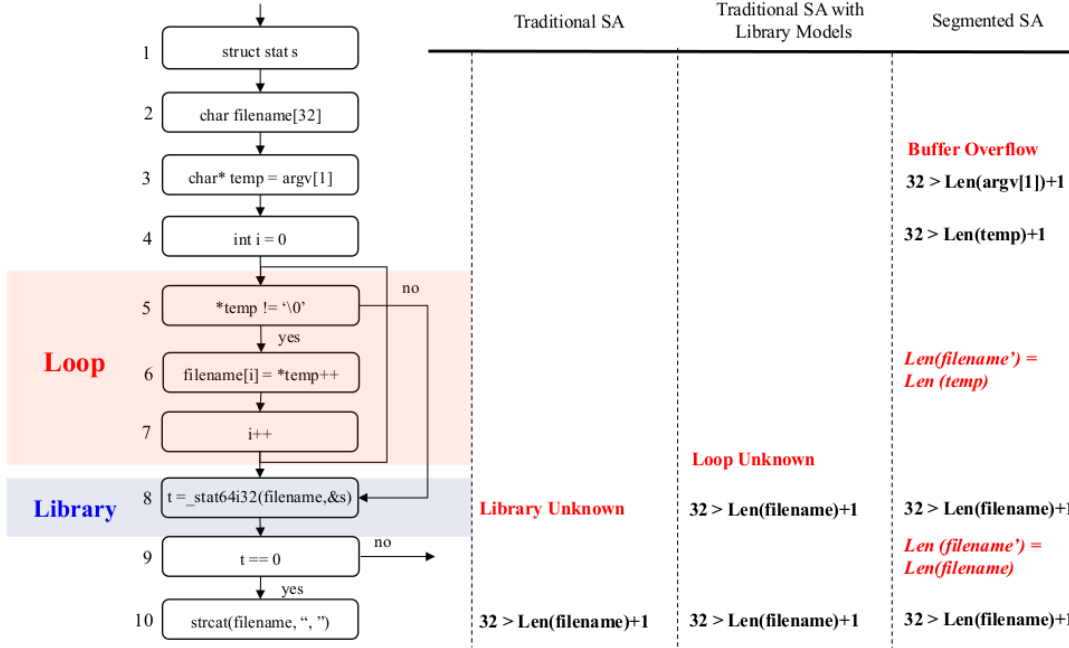 Traditional SA
Traditional SA with
Library Models
Segmented SA
1
struct stat s
2
char filename[32]
Buffer Overflow
3
char* temp = argv[1]
32 > Len(argv[1])+1
4
int i = 0
32 > Len(temp)+1
no
5
*temp != ‘\0’
yes
Loop
6
filename[i] = *temp++
Len(filename’) =
Len (temp)
7
i++
Loop Unknown
Library
8
t =_stat64i32(filename,&s)
Library Unknown
32 > Len(filename)+1
32 > Len(filename)+1
9
t == 0
no
Len (filename’) =
Len(filename)
yes
10
strcat(filename, “, ”)
32 > Len(filename)+1
32 > Len(filename)+1
32 > Len(filename)+1